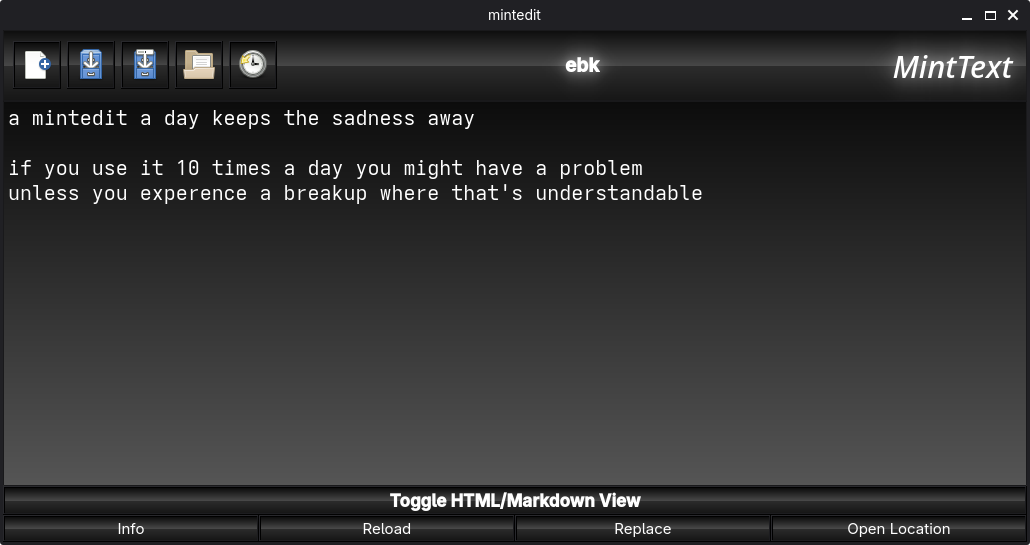 mintedit
ebk
MintText
a mintedit a day keeps the sadness away
if you use it 10 times a day you might have a problem
unless you experence a breakup where that's understandable
Toggle HTML/Markdown View
Info
Reload
Replace
Open Location